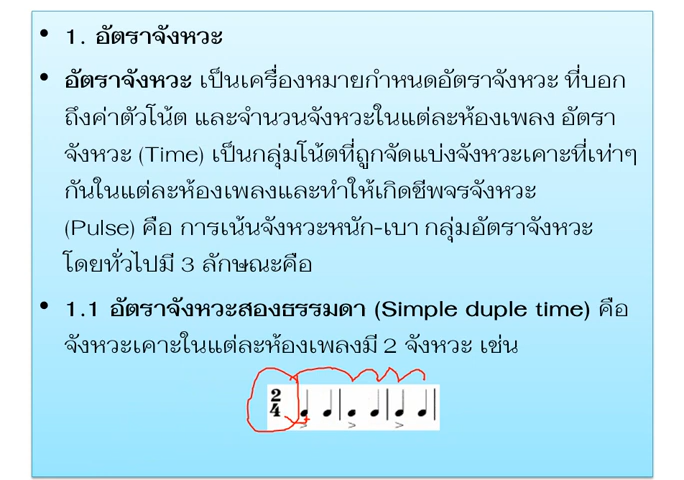 • 1. อัตราจังหวะ
• อัตราจังหวะ เป็นเครื่องหมายกำหนดอัตราจังหวะ ที่บอก
ถึงค่าตัวโน้ต และจำนวนจังหวะในแต่ละห้องเพลง อัตรา
จังหวะ (Time) เป็นกลุ่มโน้ตที่ถูกจัดแบ่งจังหวะเคาะที่เท่าๆ
กันในแต่ละห้องเพลงและทำให้เกิดชีพจรจังหวะ
(Pulse) คือ การเน้นจังหวะหนัก-เบา กลุ่มอัตราจังหวะ
โดยทั่วไปมี 3 ลักษณะคือ
• 1.1 อัตราจังหวะสองธรรมดา (Simple duple time) คือ
จังหวะเคาะในแต่ละห้องเพลงมี 2 จังหวะ เช่น
2
4